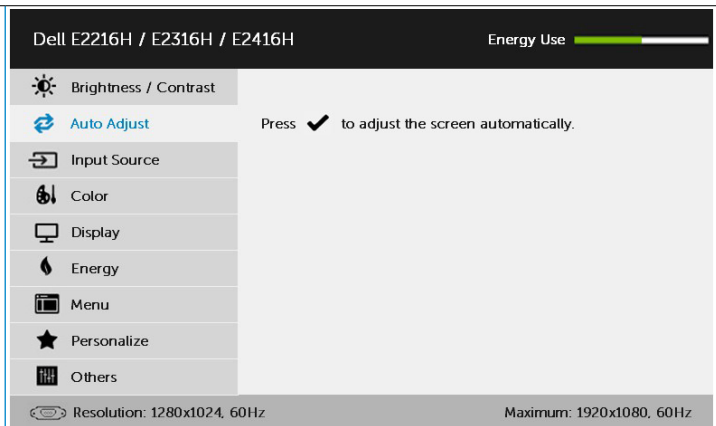 Dell E2216H / E2316H / E2416H Energy Use
Brightness / Contrast
Auto Adjust
Press ✔ to adjust the screen automatically.
Input Source
Color
Display
Energy
Menu
Personalize
Others
Resolution: 1280x1024, 60Hz Maximum: 1920x1080, 60Hz